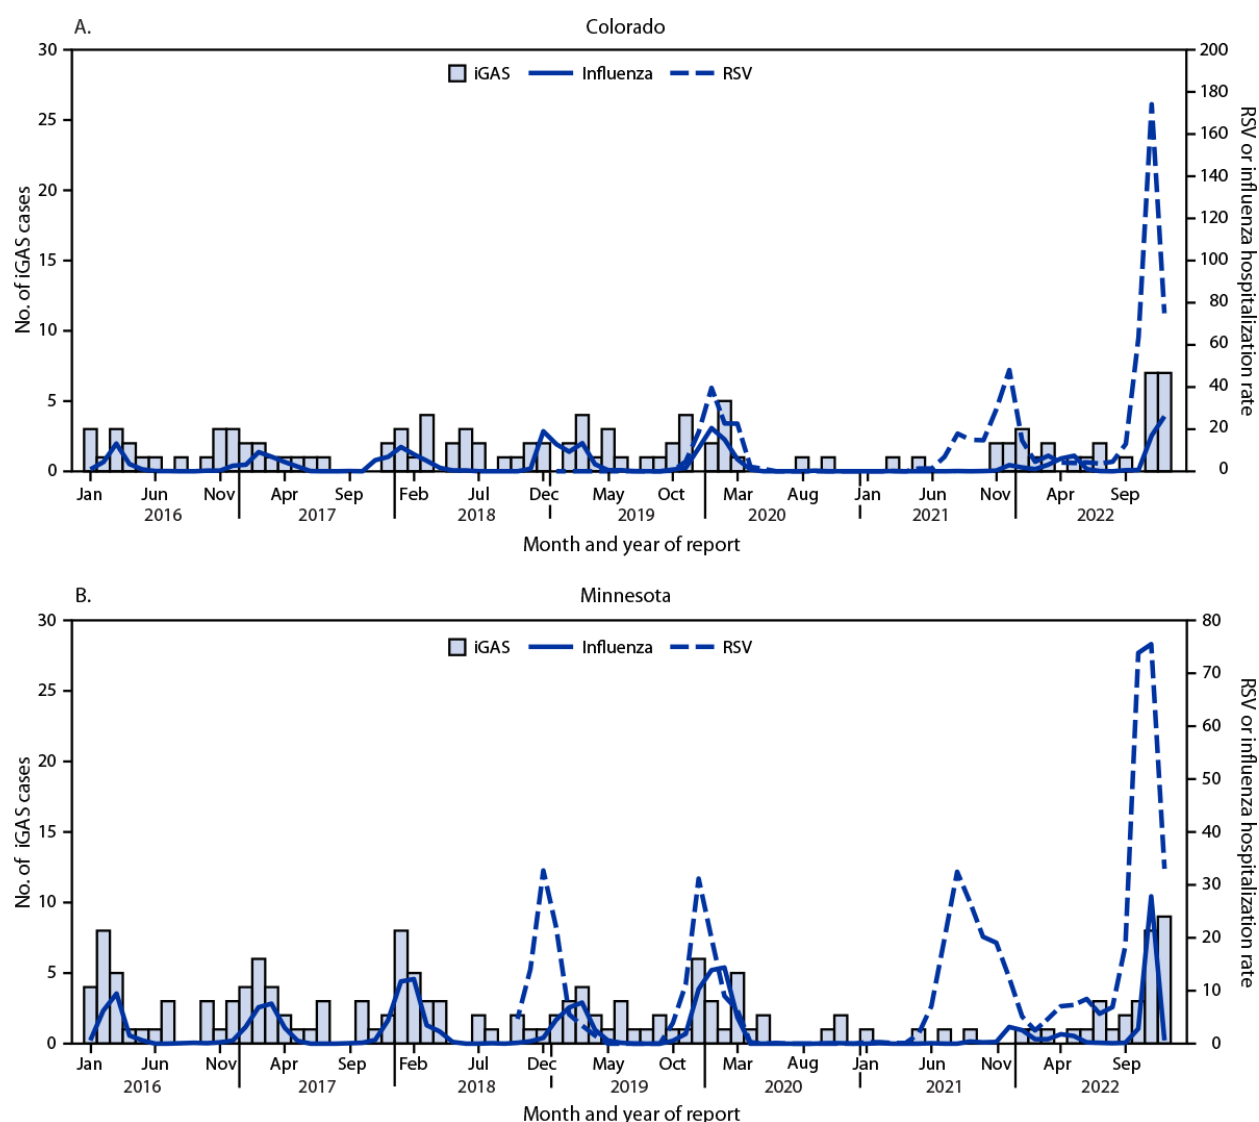 A.
Colorado
iGAS Influenza RSV
30
25
20
15
10
5
0
No. of iGAS cases
200
180
160
140
120
100
80
60
40
20
0
RSV or influenza hospitalization rate
Jan Jun Nov Apr Sep Feb Jul Dec May Oct Mar Aug Jan Jun Nov Apr Sep
2016 2017 2018 2019 2020 2021 2022
Month and year of report
B.
Minnesota
iGAS Influenza RSV
30
25
20
15
10
5
0
No. of iGAS cases
80
70
60
50
40
30
20
10
0
RSV or influenza hospitalization rate
Jan Jun Nov Apr Sep Feb Jul Dec May Oct Mar Aug Jan Jun Nov Apr Sep
2016 2017 2018 2019 2020 2021 2022
Month and year of report